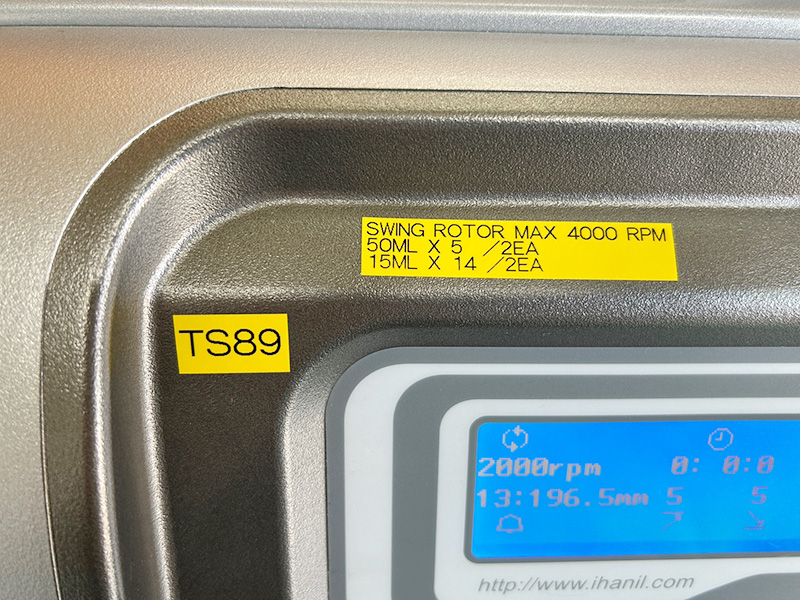 SWING ROTOR MAX 4000 RPM
50ML X 5 /2EA
15ML X 14 /2EA
TS89
2000rpm 0: 0:0
13:196.5mm 5 5
http://www.ihanil.com